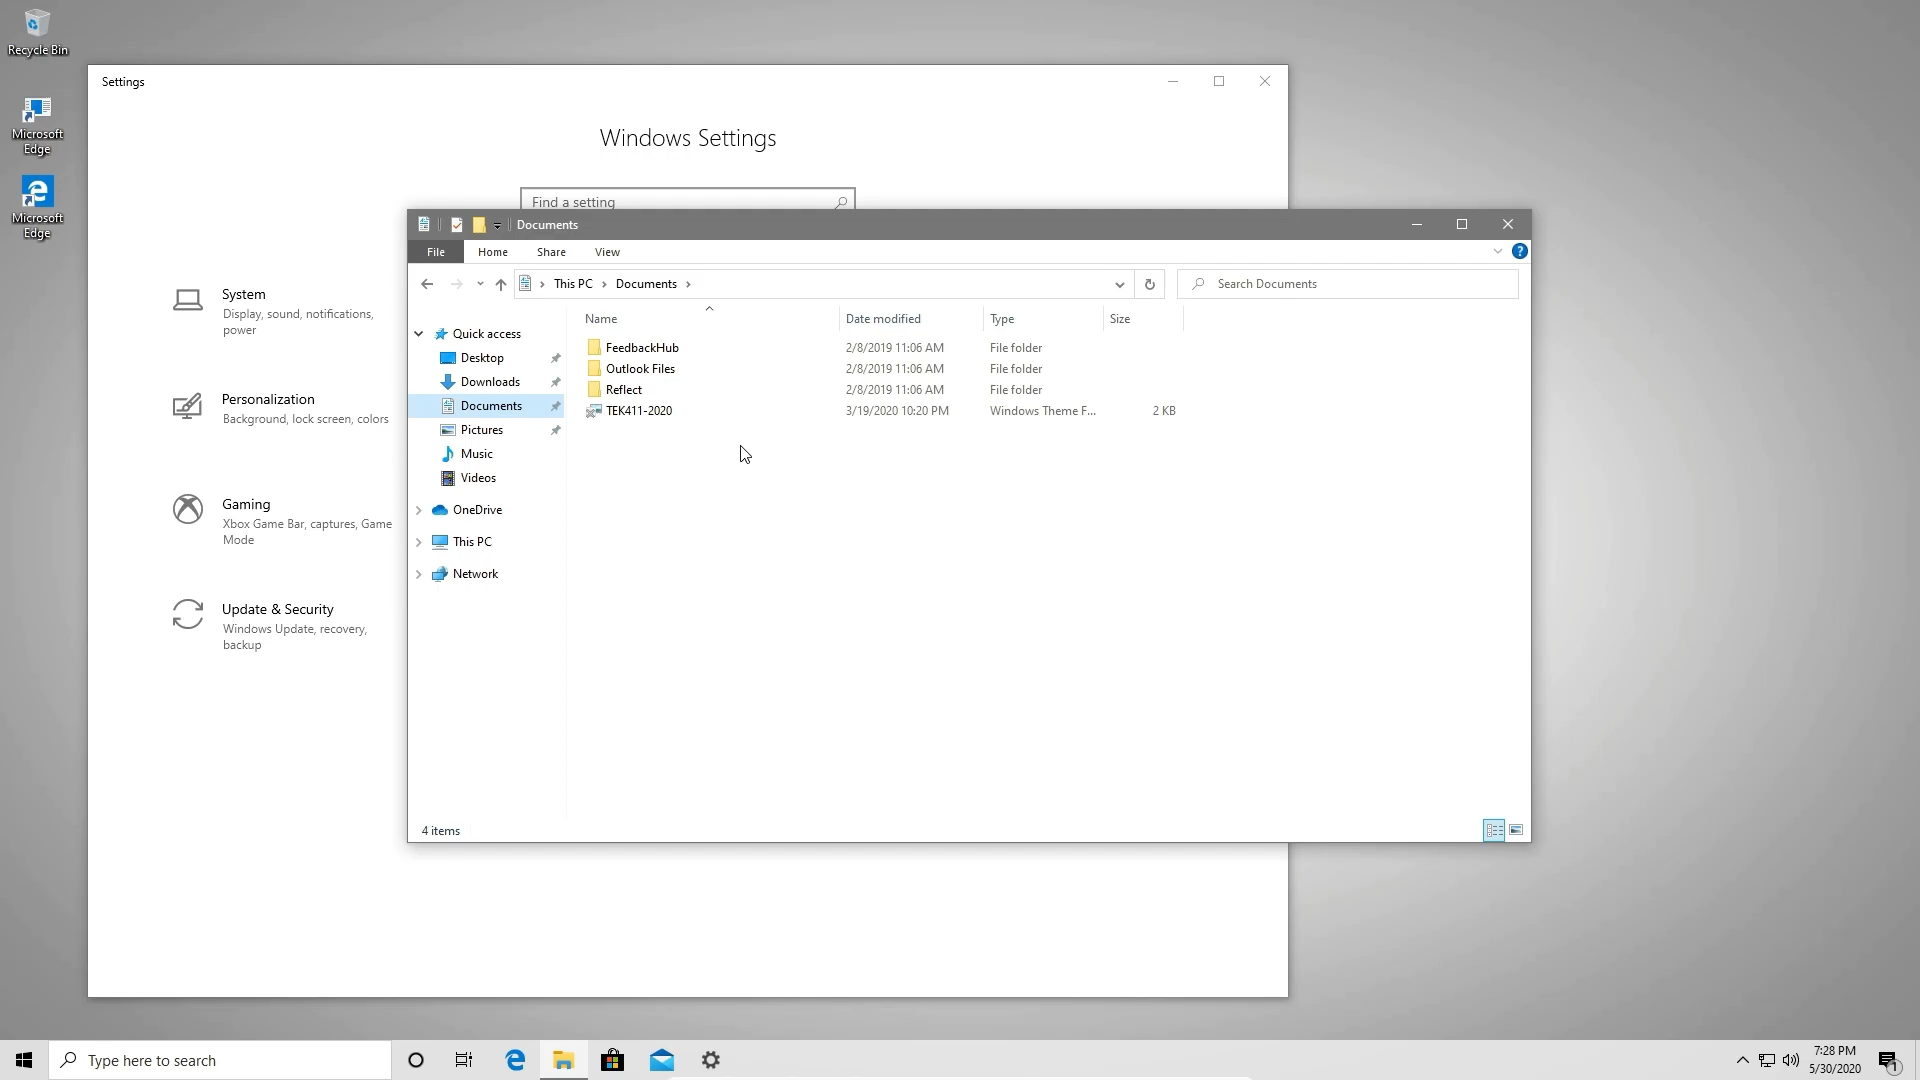 Recycle Bin
Microsoft
Edge
Microsoft
Edge
Settings
Windows Settings
Find a setting
System
Display, sound, notifications,
power
Personalization
Background, lock screen, colors
Gaming
Xbox Game Bar, captures, Game
Mode
Update & Security
Windows Update, recovery,
backup
Documents
File Home Share View
This PC Documents
Search Documents
Name Date modified Type Size
FeedbackHub 2/8/2019 11:06 AM File folder
Outlook Files 2/8/2019 11:06 AM File folder
Reflect 2/8/2019 11:06 AM File folder
TEK411-2020 3/19/2020 10:20 PM Windows Theme F... 2 KB
Quick access
Desktop
Downloads
Documents
Pictures
Music
Videos
OneDrive
This PC
Network
4 items
Type here to search
7:28 PM
5/30/2020
1